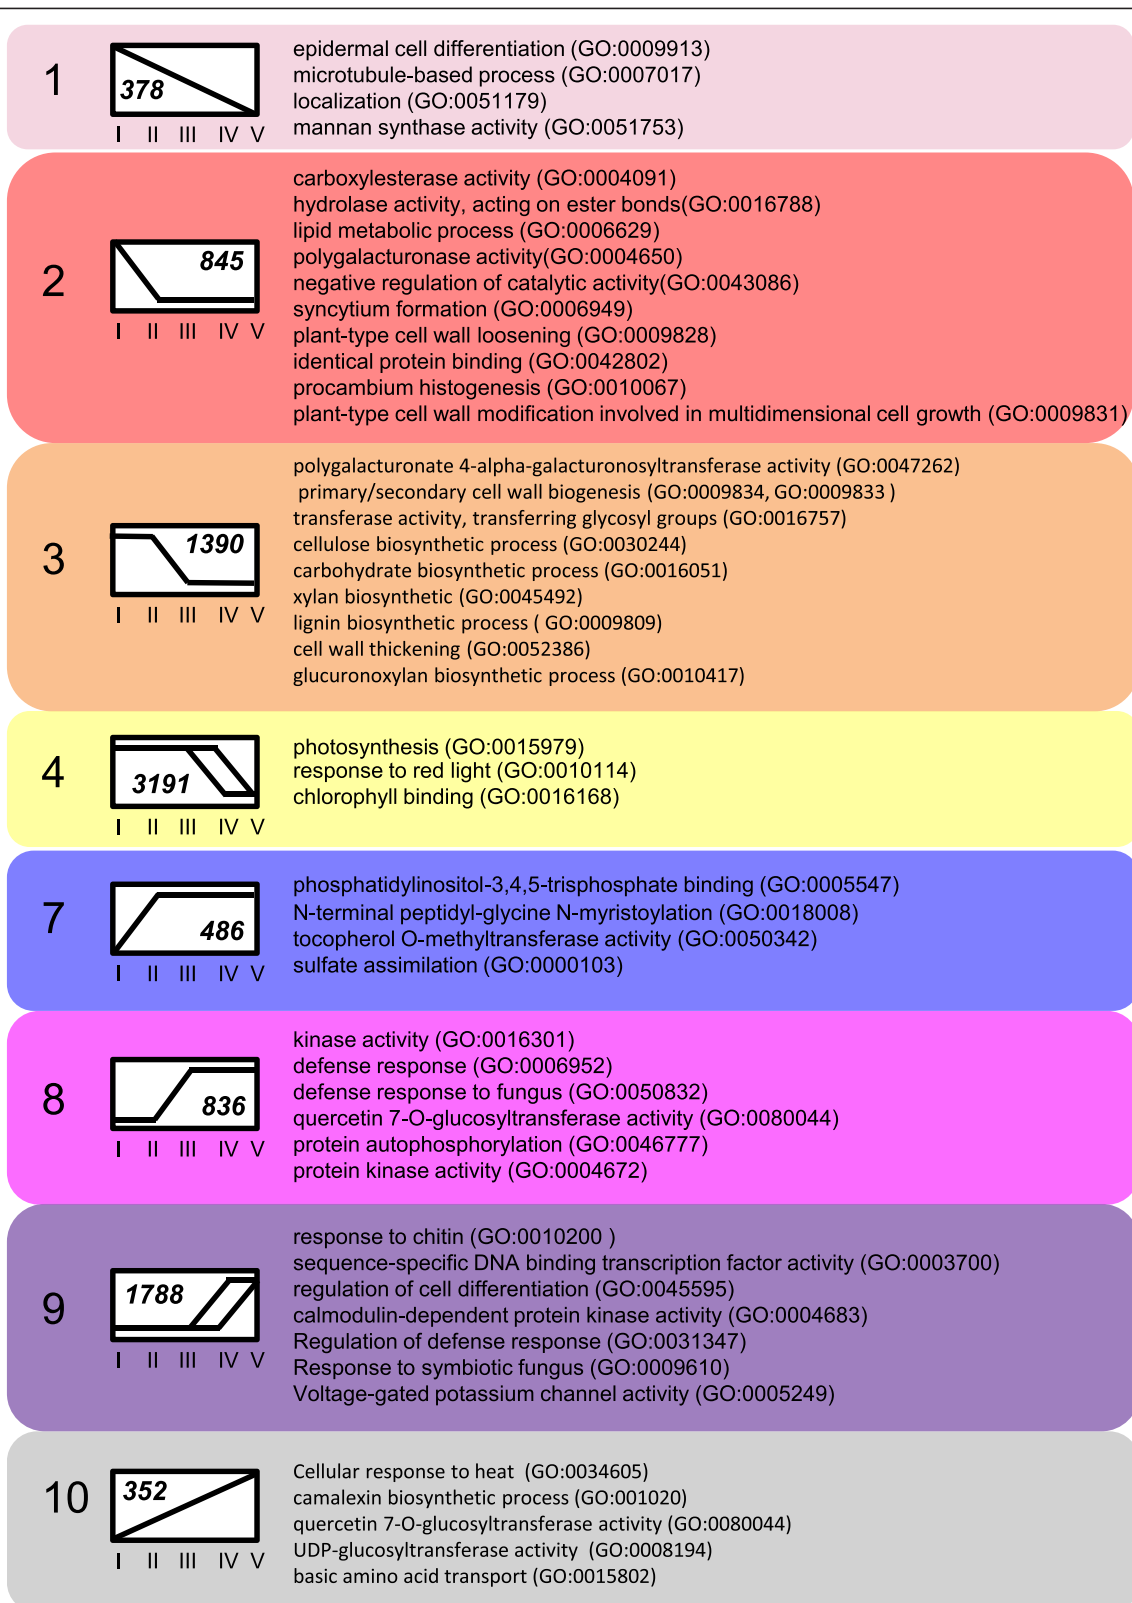 1
378
I II III IV V
epidermal cell differentiation (GO:0009913)
microtubule-based process (GO:0007017)
localization (GO:0051179)
mannan synthase activity (GO:0051753)
2
845
I II III IV V
carboxylesterase activity (GO:0004091)
hydrolase activity, acting on ester bonds(GO:0016788)
lipid metabolic process (GO:0006629)
polygalacturonase activity(GO:0004650)
negative regulation of catalytic activity(GO:0043086)
syncytium formation (GO:0006949)
plant-type cell wall loosening (GO:0009828)
identical protein binding (GO:0042802)
procambium histogenesis (GO:0010067)
plant-type cell wall modification involved in multidimensional cell growth (GO:0009831)
3
1390
I II III IV V
polygalacturonate 4-alpha-galacturonosyltransferase activity (GO:0047262)
primary/secondary cell wall biogenesis (GO:0009834, GO:0009833 )
transferase activity, transferring glycosyl groups (GO:0016757)
cellulose biosynthetic process (GO:0030244)
carbohydrate biosynthetic process (GO:0016051)
xylan biosynthetic (GO:0045492)
lignin biosynthetic process ( GO:0009809)
cell wall thickening (GO:0052386)
glucuronoxylan biosynthetic process (GO:0010417)
4
3191
I II III IV V
photosynthesis (GO:0015979)
response to red light (GO:0010114)
chlorophyll binding (GO:0016168)
7
486
I II III IV V
phosphatidylinositol-3,4,5-trisphosphate binding (GO:0005547)
N-terminal peptidyl-glycine N-myristoylation (GO:0018008)
tocopherol O-methyltransferase activity (GO:0050342)
sulfate assimilation (GO:0000103)
8
836
I II III IV V
kinase activity (GO:0016301)
defense response (GO:0006952)
defense response to fungus (GO:0050832)
quercetin 7-O-glucosyltransferase activity (GO:0080044)
protein autophosphorylation (GO:0046777)
protein kinase activity (GO:0004672)
9
1788
I II III IV V
response to chitin (GO:0010200 )
sequence-specific DNA binding transcription factor activity (GO:0003700)
regulation of cell differentiation (GO:0045595)
calmodulin-dependent protein kinase activity (GO:0004683)
Regulation of defense response (GO:0031347)
Response to symbiotic fungus (GO:0009610)
Voltage-gated potassium channel activity (GO:0005249)
10
352
I II III IV V
Cellular response to heat (GO:0034605)
camalexin biosynthetic process (GO:001020)
quercetin 7-O-glucosyltransferase activity (GO:0080044)
UDP-glucosyltransferase activity (GO:0008194)
basic amino acid transport (GO:0015802)